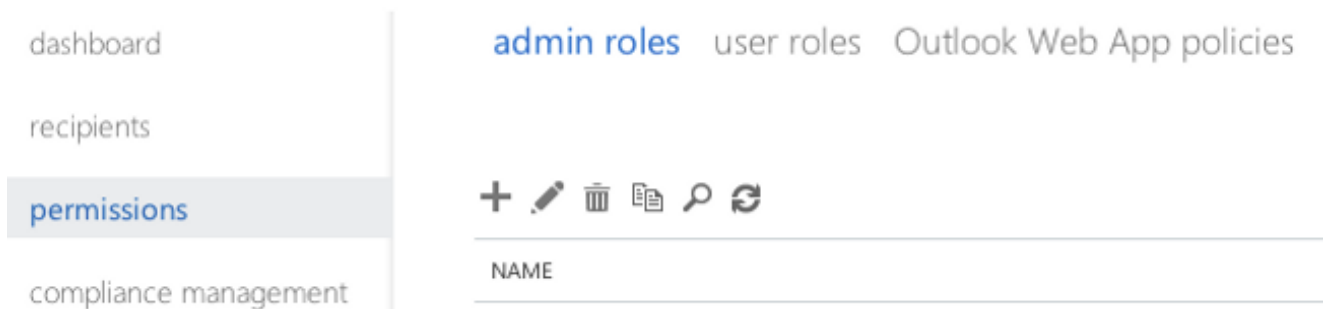 dashboard
admin roles user roles Outlook Web App policies
recipients
permissions
NAME
compliance management